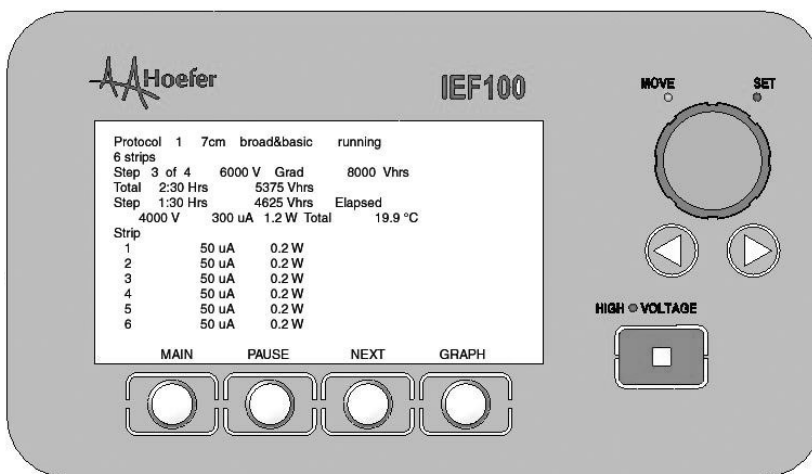 Hoefer
IEF100
MOVE
SET
Protocol 1 7cm broad&basic running
6 strips
Step 3 of 4 6000 V Grad 8000 Vhrs
Total 2:30 Hrs 5375 Vhrs
Step 1:30 Hrs 4625 Vhrs Elapsed
4000 V 300 uA 1.2 W Total 19.9 °C
Strip
1 50 uA 0.2 W
2 50 uA 0.2 W
3 50 uA 0.2 W
4 50 uA 0.2 W
5 50 uA 0.2 W
6 50 uA 0.2 W
MAIN PAUSE NEXT GRAPH
HIGH VOLTAGE